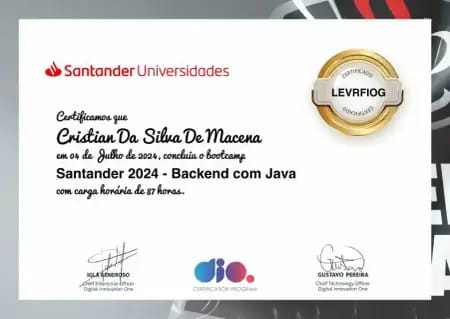 Santander Universidades
CERTIFICADO
LEVRFIOG
CERTIFICADO
Certificamos que
Cristian Da Silva De Macena
em 04 de Julho de 2024, concluiu o bootcamp
Santander 2024 - Backend com Java
com carga horária de 87 horas.
IGLÁ GENEROSO
Chief Enterprise Officer
Digital Innovation One
dio.
CERTIFICATION PROGRAM
GUSTAVO PEREIRA
Chief Technology Officer
Digital Innovation One